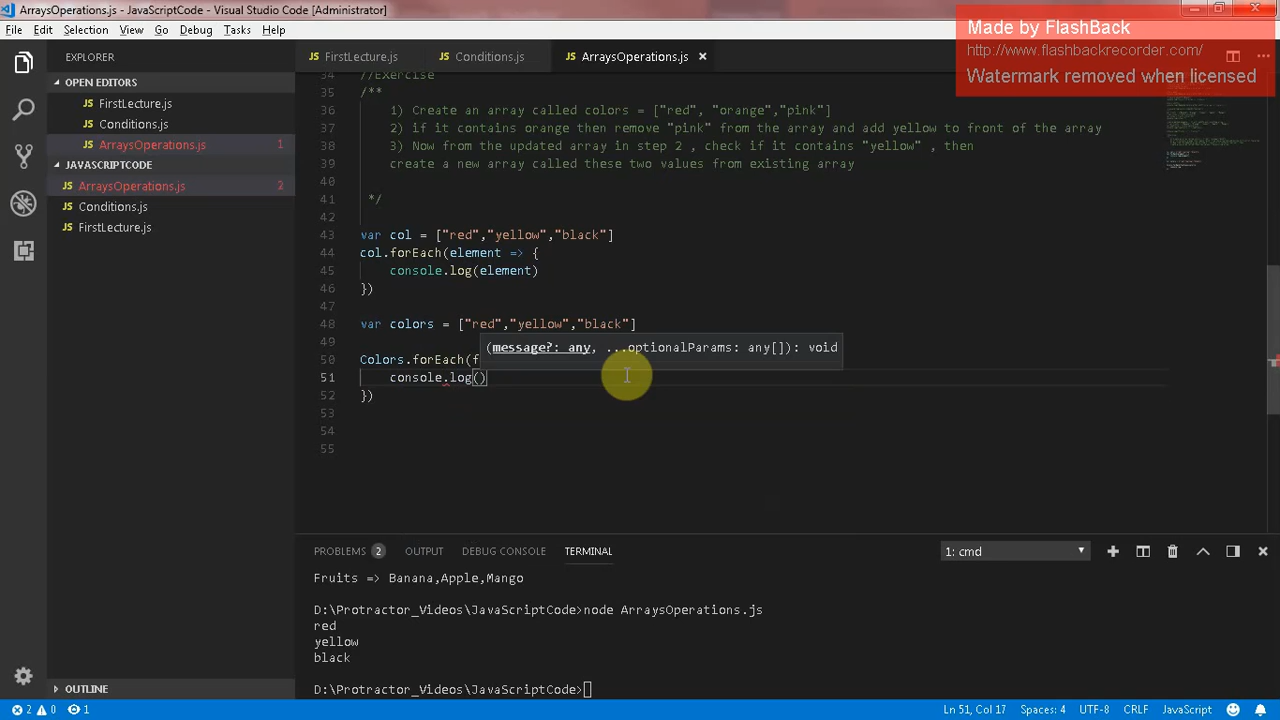 ArraysOperations.js - JavaScriptCode - Visual Studio Code [Administrator]
File Edit Selection View Go Debug Tasks Help
Made by FlashBack
http://www.flashbackrecorder.com/
Watermark removed when licensed
EXPLORER
OPEN EDITORS
FirstLecture.js
Conditions.js
ArraysOperations.js 1
JAVASCRIPTCODE
ArraysOperations.js 2
Conditions.js
FirstLecture.js
OUTLINE
FirstLecture.js Conditions.js ArraysOperations.js
34 //Exercise
35 /**
36 1) Create an array called colors = ["red", "orange","pink"]
37 2) if it contains orange then remove "pink" from the array and add yellow to front of the array
38 3) Now from the updated array in step 2 , check if it contains "yellow" , then
39 create a new array called these two values from existing array
40
41 */
42
43 var col = ["red","yellow","black"]
44 col.forEach(element => {
45 console.log(element)
46 })
47
48 var colors = ["red","yellow","black"]
49
(message?: any, ...optionalParams: any[]): void
50 Colors.forEach(f
51 console.log()
52 })
53
54
55
PROBLEMS 2 OUTPUT DEBUG CONSOLE TERMINAL 1: cmd
Fruits => Banana,Apple,Mango
D:\Protractor_Videos\JavaScriptCode>node ArraysOperations.js
red
yellow
black
D:\Protractor_Videos\JavaScriptCode>
2 0 1 Ln 51, Col 17 Spaces: 4 UTF-8 CRLF JavaScript